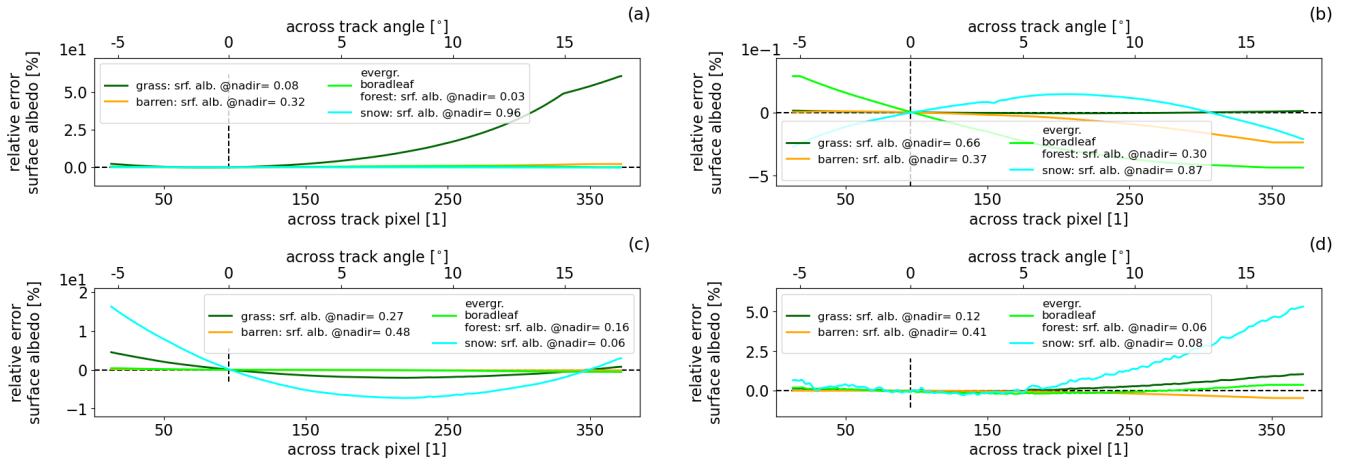 (a)
across track angle [°]
-5 0 5 10 15
1e1
relative error
surface albedo [%]
5.0
2.5
0.0
grass: srf. alb. @nadir= 0.08
barren: srf. alb. @nadir= 0.32
evergr.
boradleaf
forest: srf. alb. @nadir= 0.03
snow: srf. alb. @nadir= 0.96
50 150 250 350
across track pixel [1]
(b)
across track angle [°]
-5 0 5 10 15
1e−1
relative error
surface albedo [%]
0
−5
grass: srf. alb. @nadir= 0.66
barren: srf. alb. @nadir= 0.37
evergr.
boradleaf
forest: srf. alb. @nadir= 0.30
snow: srf. alb. @nadir= 0.87
50 150 250 350
across track pixel [1]
(c)
across track angle [°]
-5 0 5 10 15
1e1
relative error
surface albedo [%]
2
1
0
−1
grass: srf. alb. @nadir= 0.27
barren: srf. alb. @nadir= 0.48
evergr.
boradleaf
forest: srf. alb. @nadir= 0.16
snow: srf. alb. @nadir= 0.06
50 150 250 350
across track pixel [1]
(d)
across track angle [°]
-5 0 5 10 15
relative error
surface albedo [%]
5.0
2.5
0.0
grass: srf. alb. @nadir= 0.12
barren: srf. alb. @nadir= 0.41
evergr.
boradleaf
forest: srf. alb. @nadir= 0.06
snow: srf. alb. @nadir= 0.08
50 150 250 350
across track pixel [1]